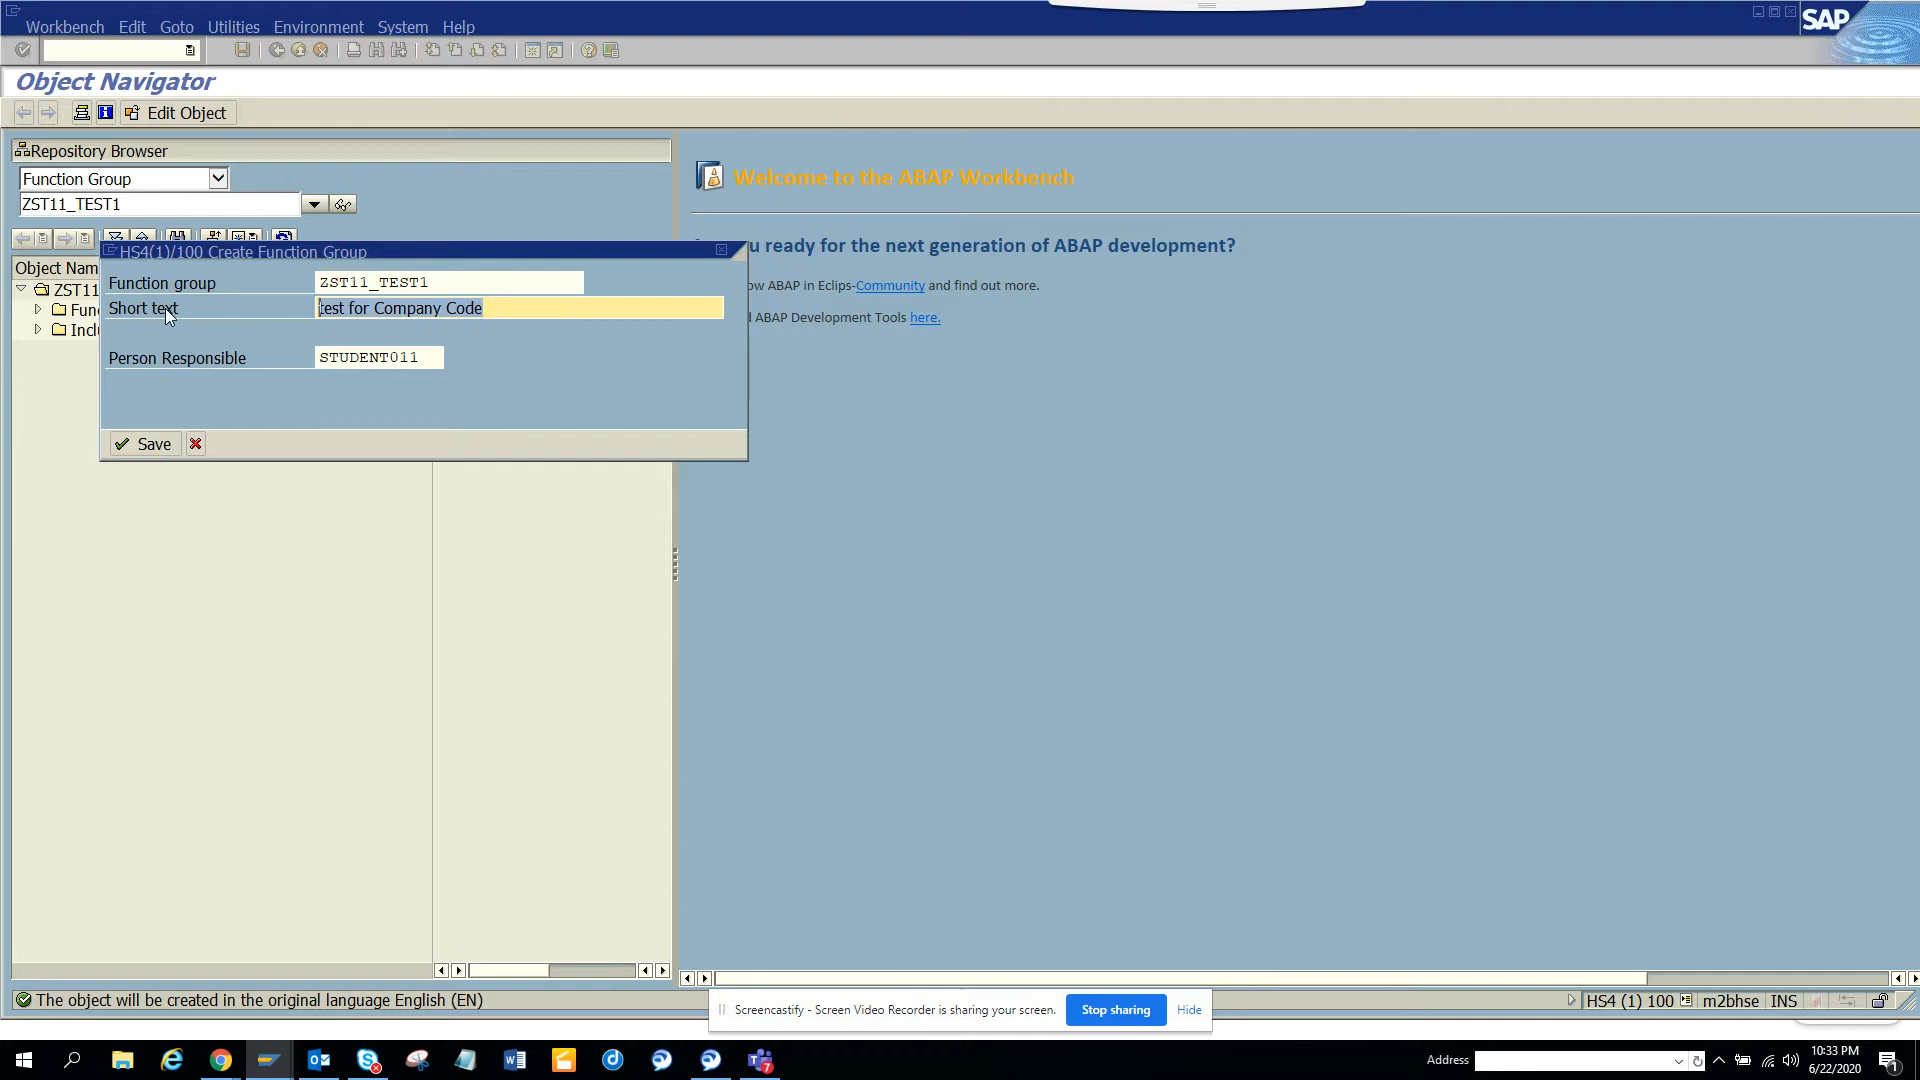 Workbench Edit Goto Utilities Environment System Help
SAP
Object Navigator
Edit Object
Repository Browser
Function Group
ZST11_TEST1
Welcome to the ABAP Workbench
u ready for the next generation of ABAP development?
ow ABAP in Eclips-Community and find out more.
ABAP Development Tools here.
Object Nam
ZST11
Fun
Inclu
HS4(1)/100 Create Function Group
Function group ZST11_TEST1
Short text test for Company Code
Person Responsible STUDENT011
Save
The object will be created in the original language English (EN)
HS4 (1) 100 m2bhse INS
Screencastify - Screen Video Recorder is sharing your screen. Stop sharing Hide
Address
10:33 PM
6/22/2020
7
1